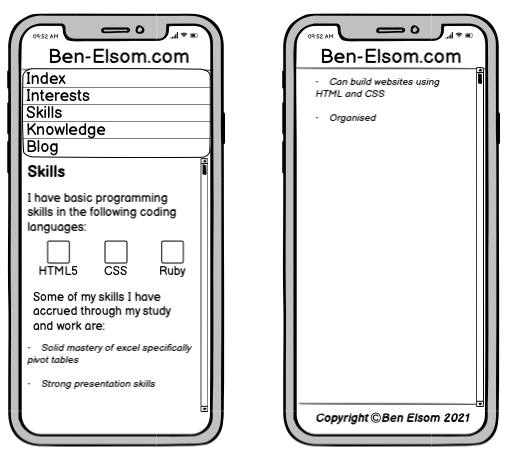 09:52 AM
Ben-Elsom.com
Index
Interests
Skills
Knowledge
Blog
Skills
I have basic programming
skills in the following coding
languages:
HTML5 CSS Ruby
Some of my skills I have
accrued through my study
and work are:
- Solid mastery of excel specifically
pivot tables
- Strong presentation skills
09:52 AM
Ben-Elsom.com
- Can build websites using
HTML and CSS
- Organised
Copyright ©Ben Elsom 2021